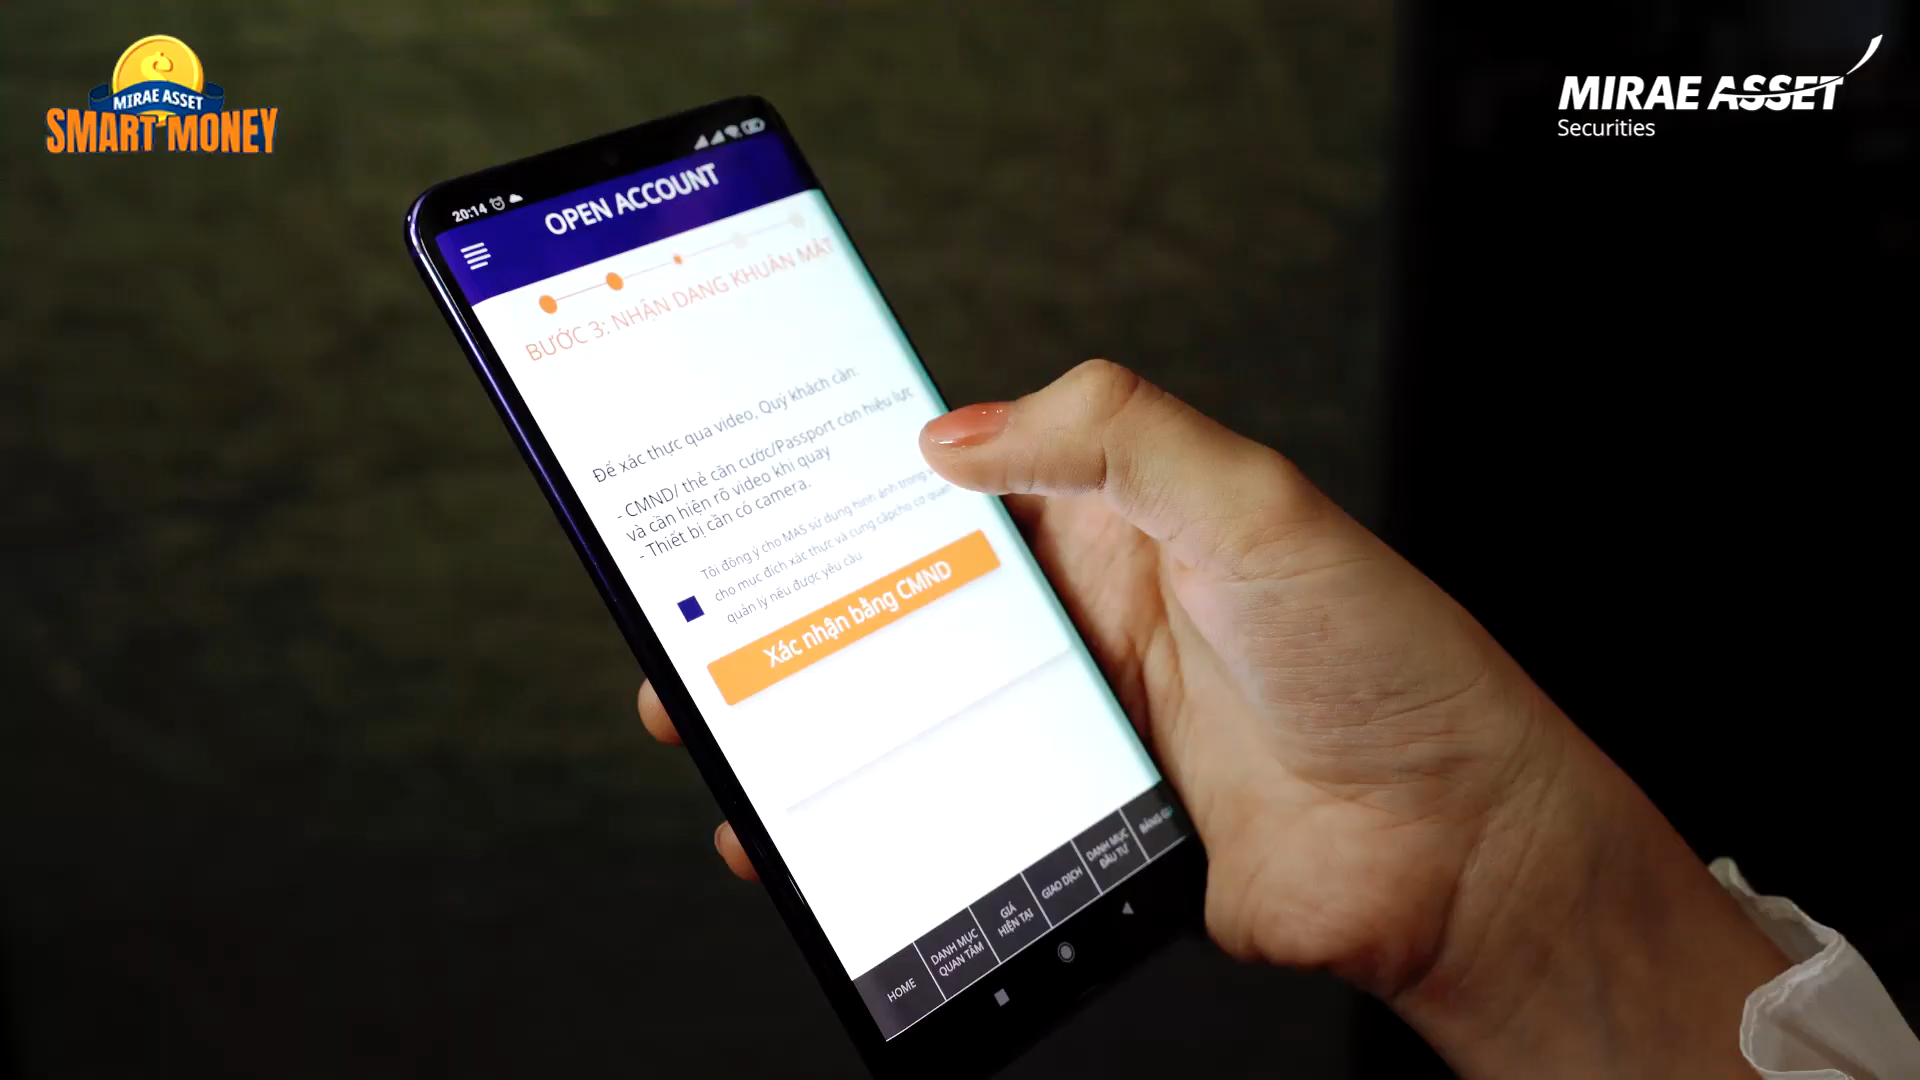 MIRAE ASSET
SMART MONEY
MIRAE ASSET
Securities
20:14
OPEN ACCOUNT
BƯỚC 3: NHẬN DẠNG KHUÂN MẶT
Để xác thực qua video, Quý khách cần:
- CMND/ thẻ căn cước/Passport còn hiệu lực
và cần hiện rõ video khi quay
- Thiết bị cần có camera.
Tôi đồng ý cho MAS sử dụng hình ảnh trong
cho mục đích xác thực và cung cấpcho cơ quan
quản lý nếu được yêu cầu
Xác nhận bằng CMND
HOME
DANH MỤC
QUAN TÂM
GIÁ
HIỆN TẠI
GIAO DỊCH
DANH MỤC
ĐẦU TƯ
BẢNG